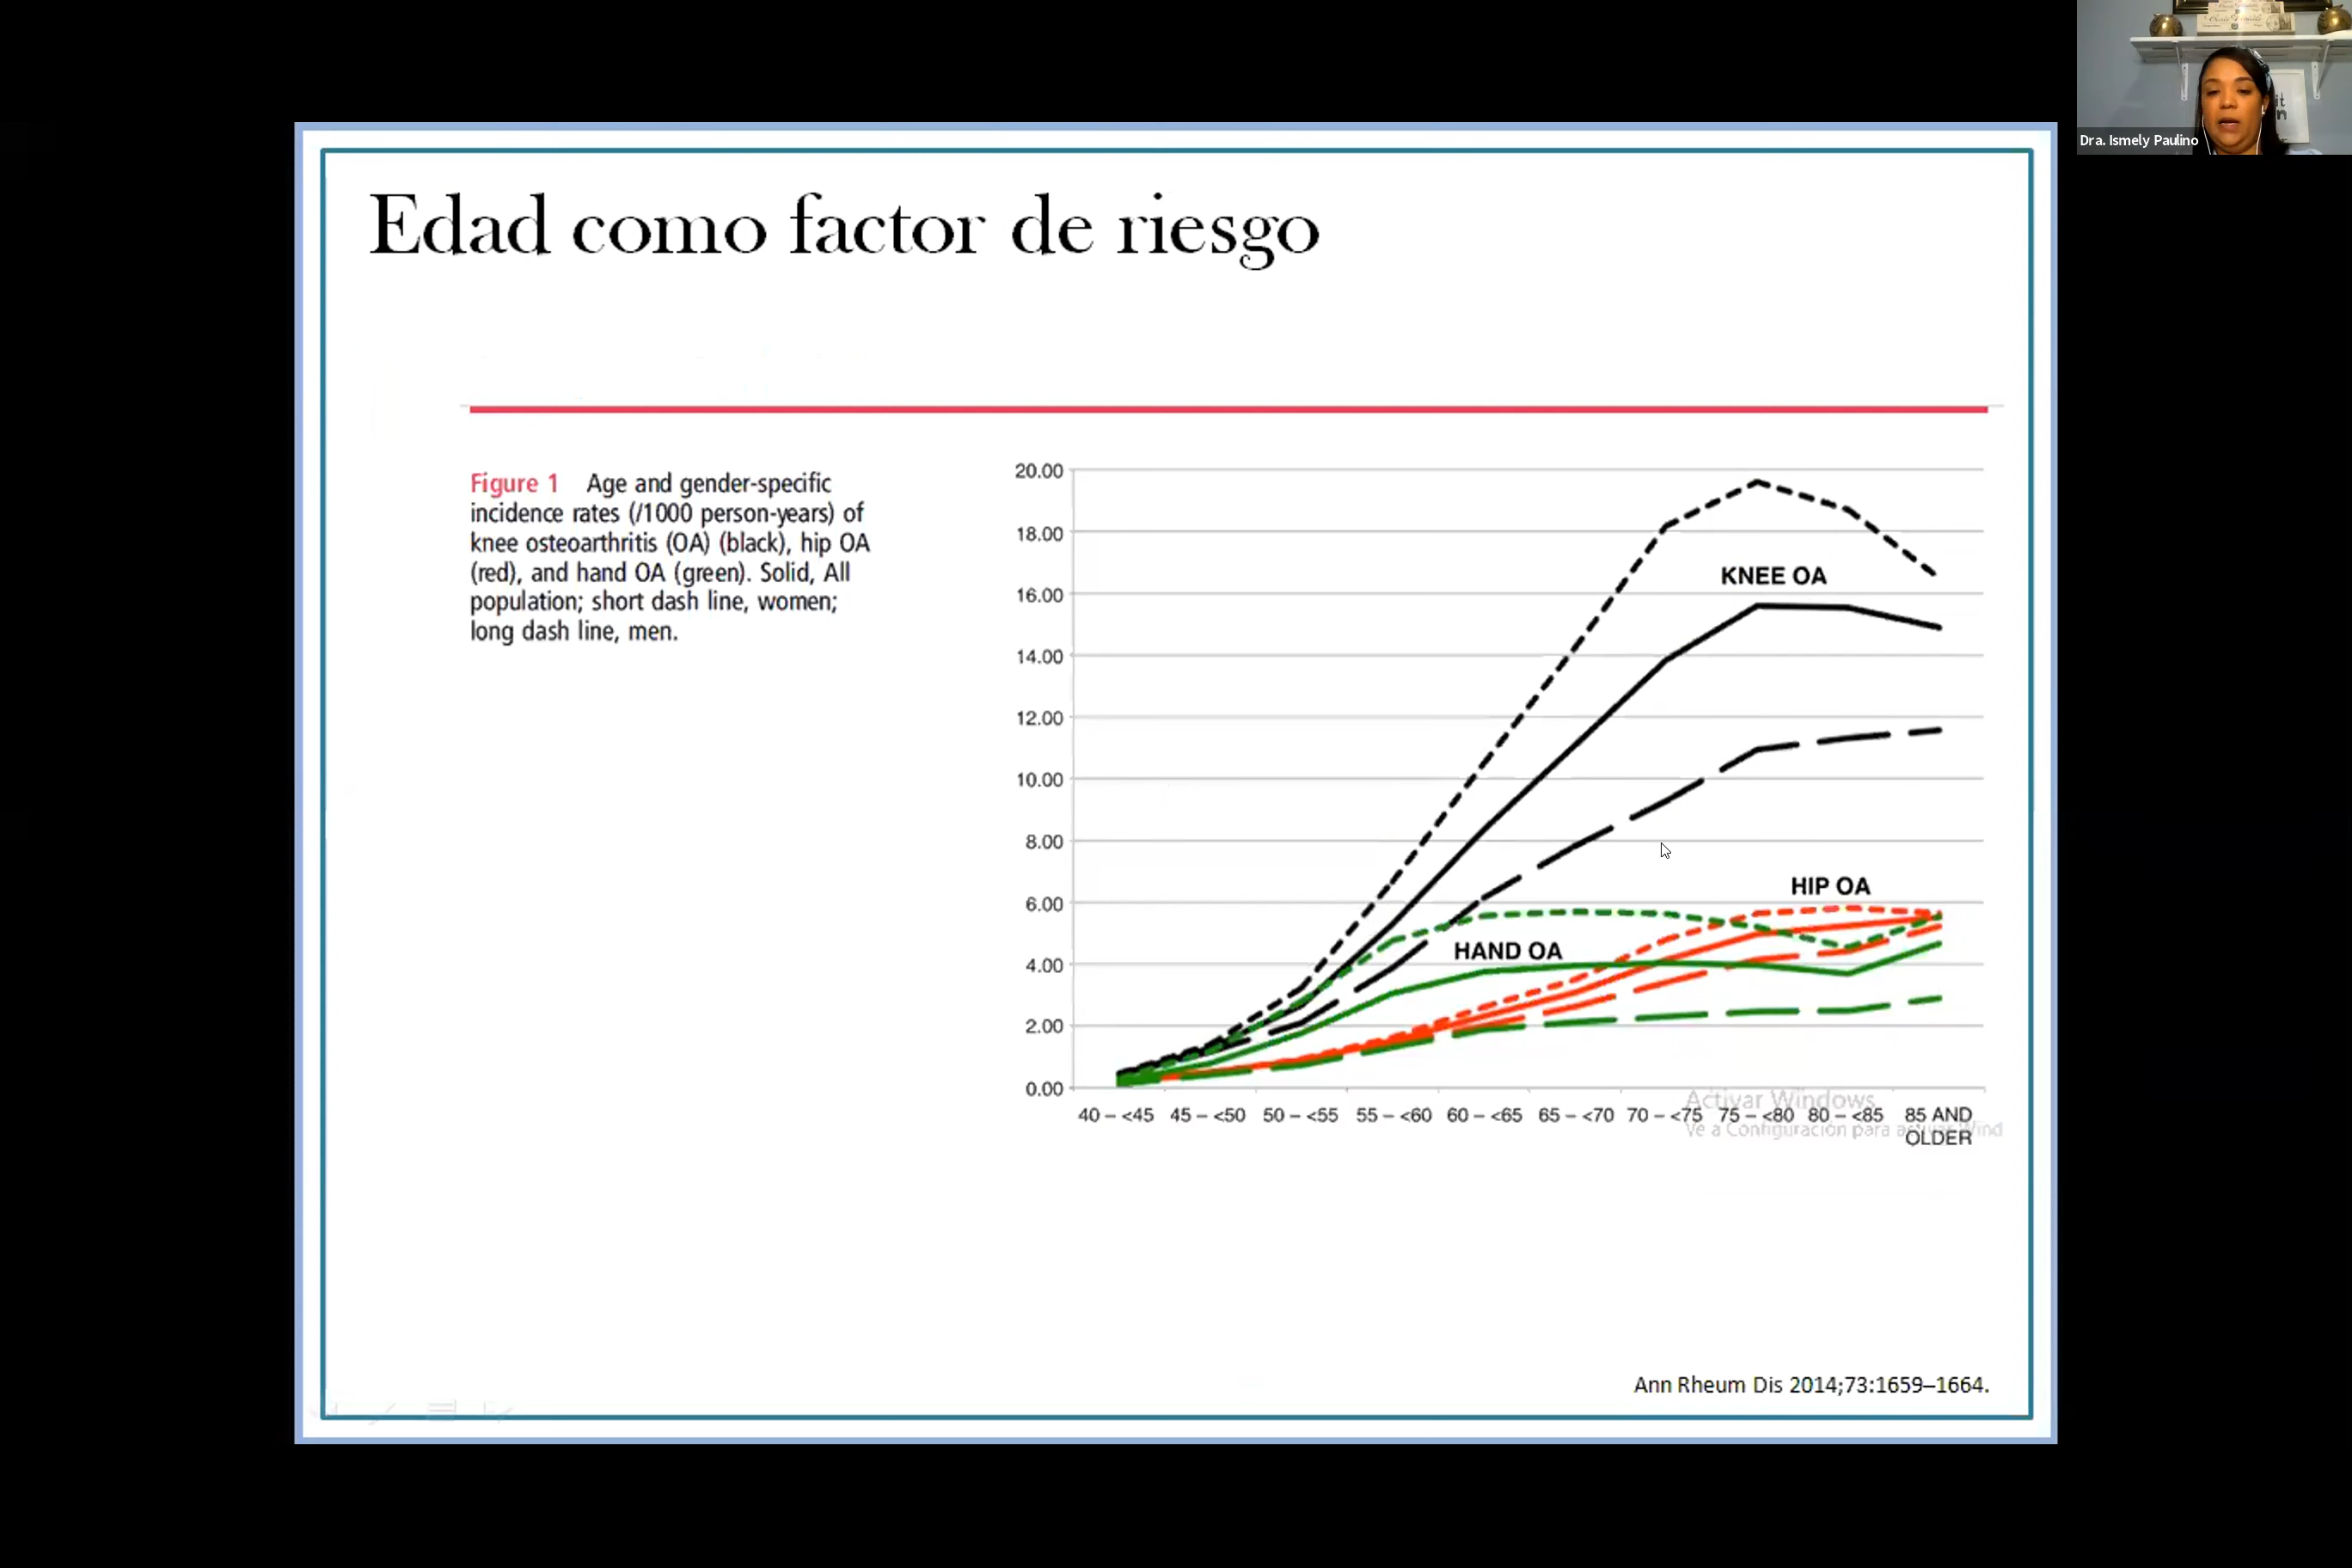 Dra. Ismely Paulino
Edad como factor de riesgo
Figure 1 Age and gender-specific
incidence rates (/1000 person-years) of
knee osteoarthritis (OA) (black), hip OA
(red), and hand OA (green). Solid, All
population; short dash line, women;
long dash line, men.
20.00
18.00
16.00
14.00
12.00
10.00
8.00
6.00
4.00
2.00
0.00
KNEE OA
HIP OA
HAND OA
40 – <45 45 – <50 50 – <55 55 – <60 60 – <65 65 – <70 70 – <75 75 – <80 80 – <85 85 AND
OLDER
Activar Windows
Ve a Configuración para activar Wind
Ann Rheum Dis 2014;73:1659–1664.